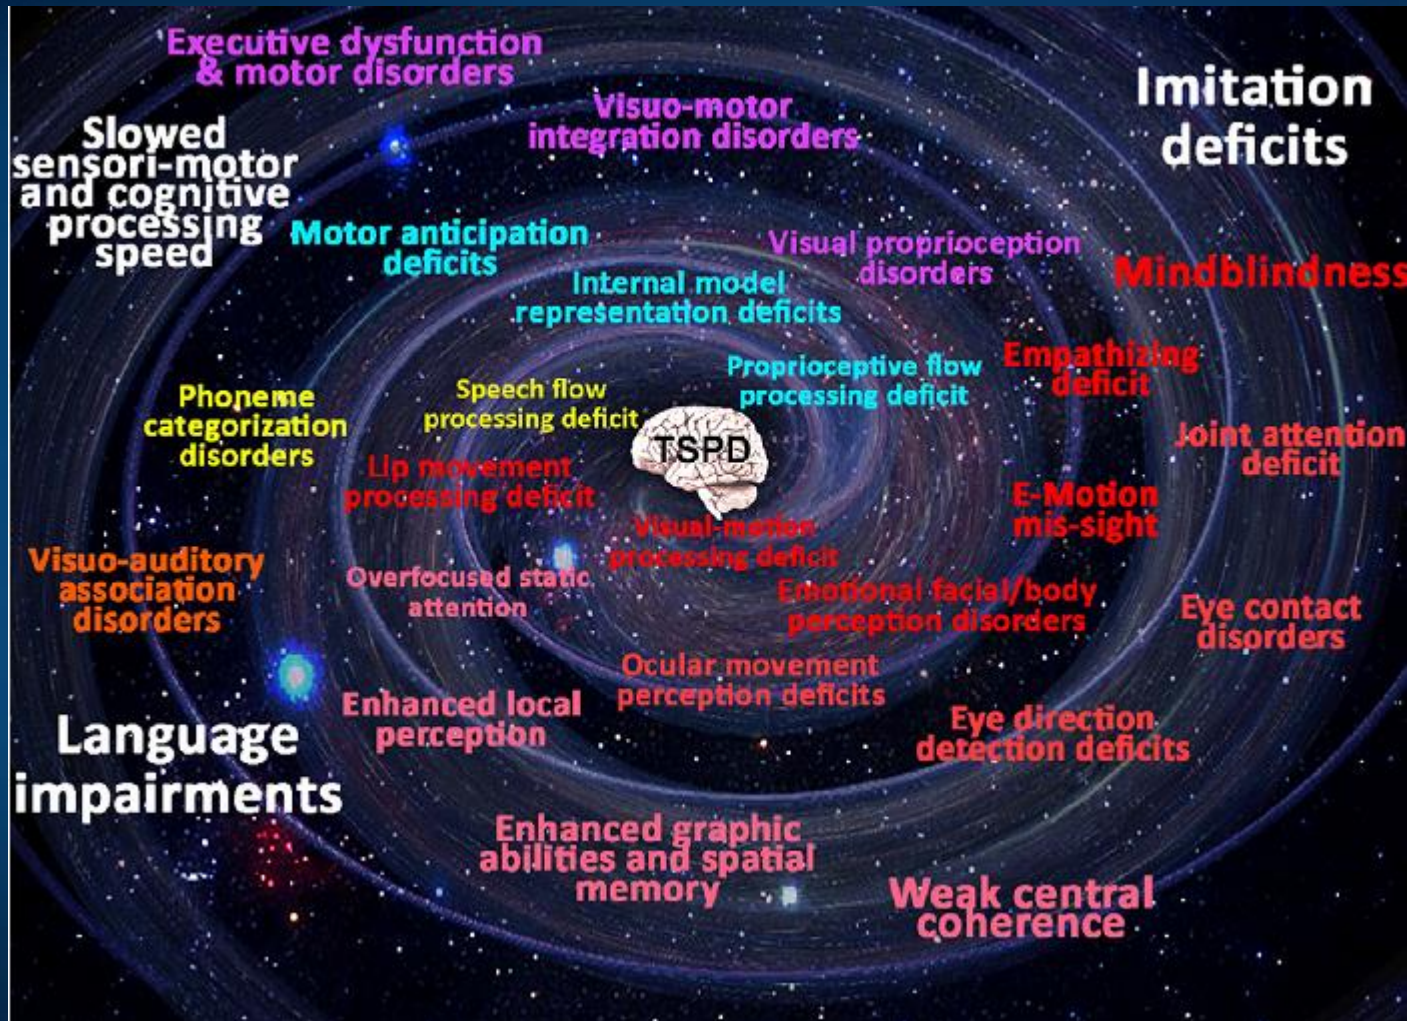 Executive dysfunction
& motor disorders
Imitation
deficits
Visuo-motor
integration disorders
Slowed
sensori-motor
and cognitive
processing
speed
Motor anticipation
deficits
Visual proprioception
disorders
Mindblindness
Internal model
representation deficits
Proprioceptive flow
processing deficit
Empathizing
deficit
Phoneme
categorization
disorders
Speech flow
processing deficit
TSPD
Joint attention
deficit
Lip movement
processing deficit
E-Motion
mis-sight
Visual-motion
processing deficit
Visuo-auditory
association
disorders
Overfocused static
attention
Emotional facial/body
perception disorders
Eye contact
disorders
Ocular movement
perception deficits
Enhanced local
perception
Eye direction
detection deficits
Language
impairments
Enhanced graphic
abilities and spatial
memory
Weak central
coherence